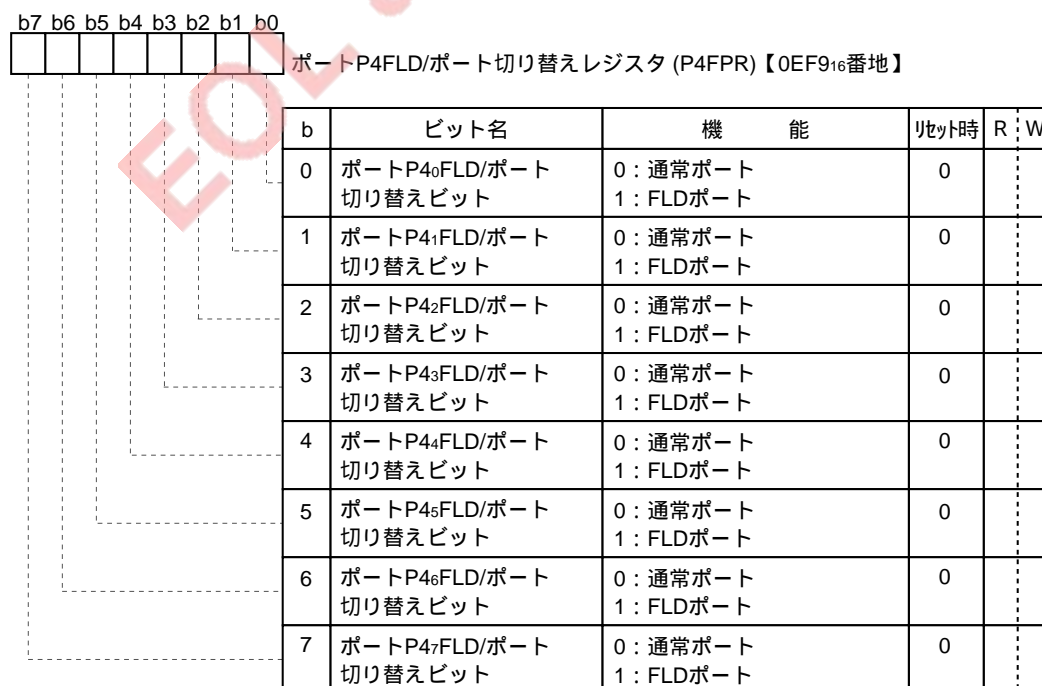 b7 b6 b5 b4 b3 b2 b1 b0
ポートP4FLD/ポート切り替えレジスタ (P4FPR)【0EF9₁₆番地】
b ビット名 機 能 リセット時 R W
0 ポートP4₀FLD/ポート 0：通常ポート 0
切り替えビット 1：FLDポート
1 ポートP4₁FLD/ポート 0：通常ポート 0
切り替えビット 1：FLDポート
2 ポートP4₂FLD/ポート 0：通常ポート 0
切り替えビット 1：FLDポート
3 ポートP4₃FLD/ポート 0：通常ポート 0
切り替えビット 1：FLDポート
4 ポートP4₄FLD/ポート 0：通常ポート 0
切り替えビット 1：FLDポート
5 ポートP4₅FLD/ポート 0：通常ポート 0
切り替えビット 1：FLDポート
6 ポートP4₆FLD/ポート 0：通常ポート 0
切り替えビット 1：FLDポート
7 ポートP4₇FLD/ポート 0：通常ポート 0
切り替えビット 1：FLDポート
EOL